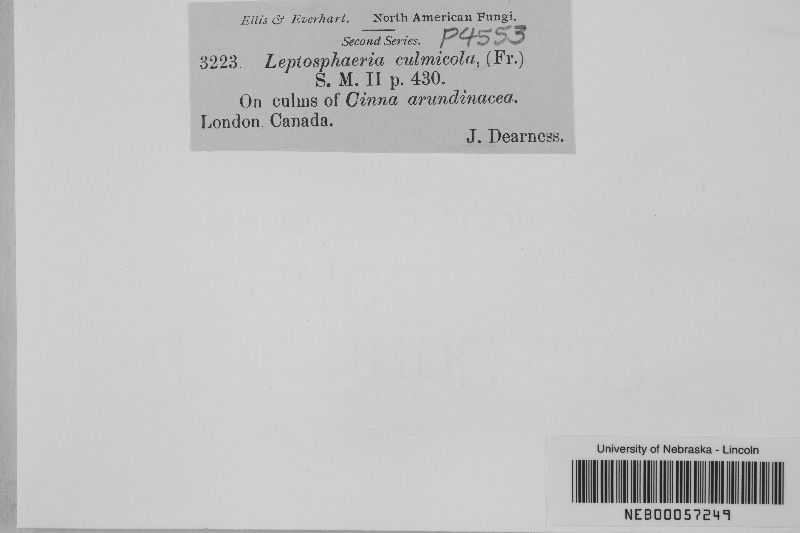 Ellis & Everhart. North American Fungi.
Second Series. P4553
3223. Leptosphaeria culmicola, (Fr.)
S. M. II p. 430.
On culms of Cinna arundinacea.
London. Canada.
J. Dearness.
University of Nebraska - Lincoln
NEB00057249